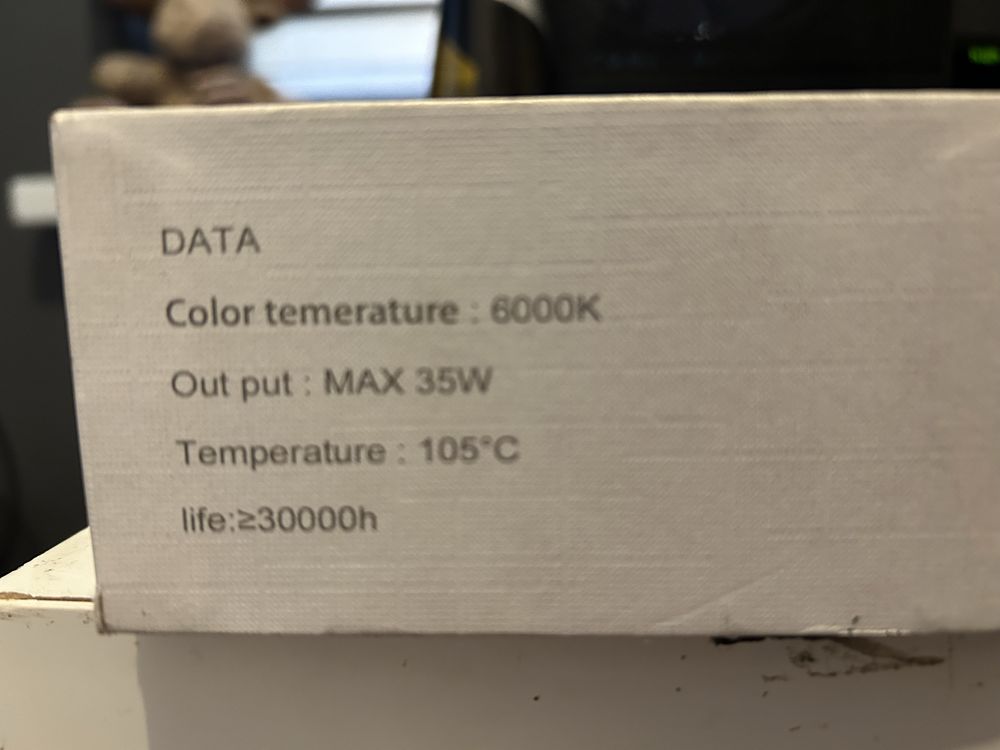 DATA
Color temerature : 6000K
Out put : MAX 35W
Temperature : 105°C
life:≥30000h